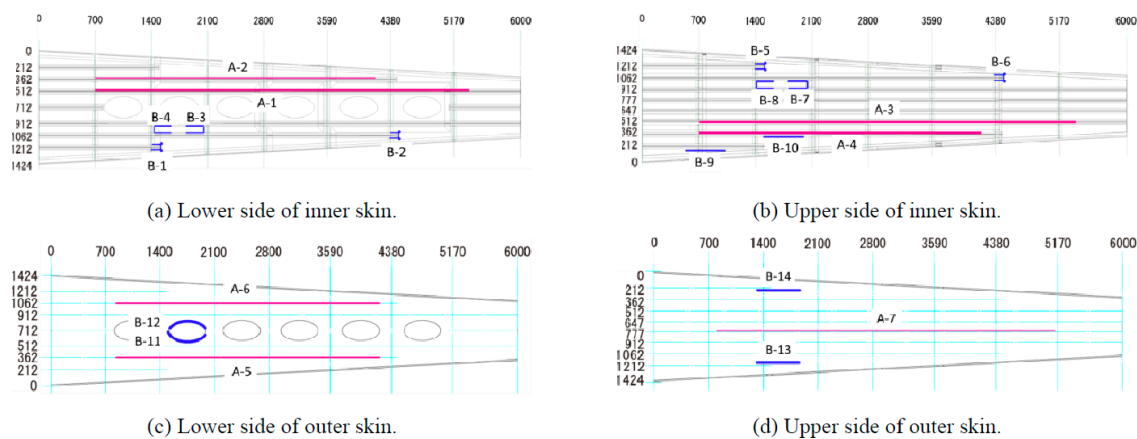 0 700 1400 2100 2800 3590 4380 5170 6000
0
212
362
512
712
912
1062
1212
1424
A-2
A-1
B-4 B-3
B-1
B-2
(a) Lower side of inner skin.
0 700 1400 2100 2800 3590 4380 5170 6000
1424
1212
1062
912
777
647
512
362
212
0
B-5
B-6
B-8 B-7
A-3
B-10
A-4
B-9
(b) Upper side of inner skin.
0 700 1400 2100 2800 3590 4380 5170 6000
1424
1212
1062
912
712
512
362
212
0
A-6
B-12
B-11
A-5
(c) Lower side of outer skin.
0 700 1400 2100 2800 3590 4380 5170 6000
0
212
362
512
647
777
912
1062
1212
1424
B-14
A-7
B-13
(d) Upper side of outer skin.